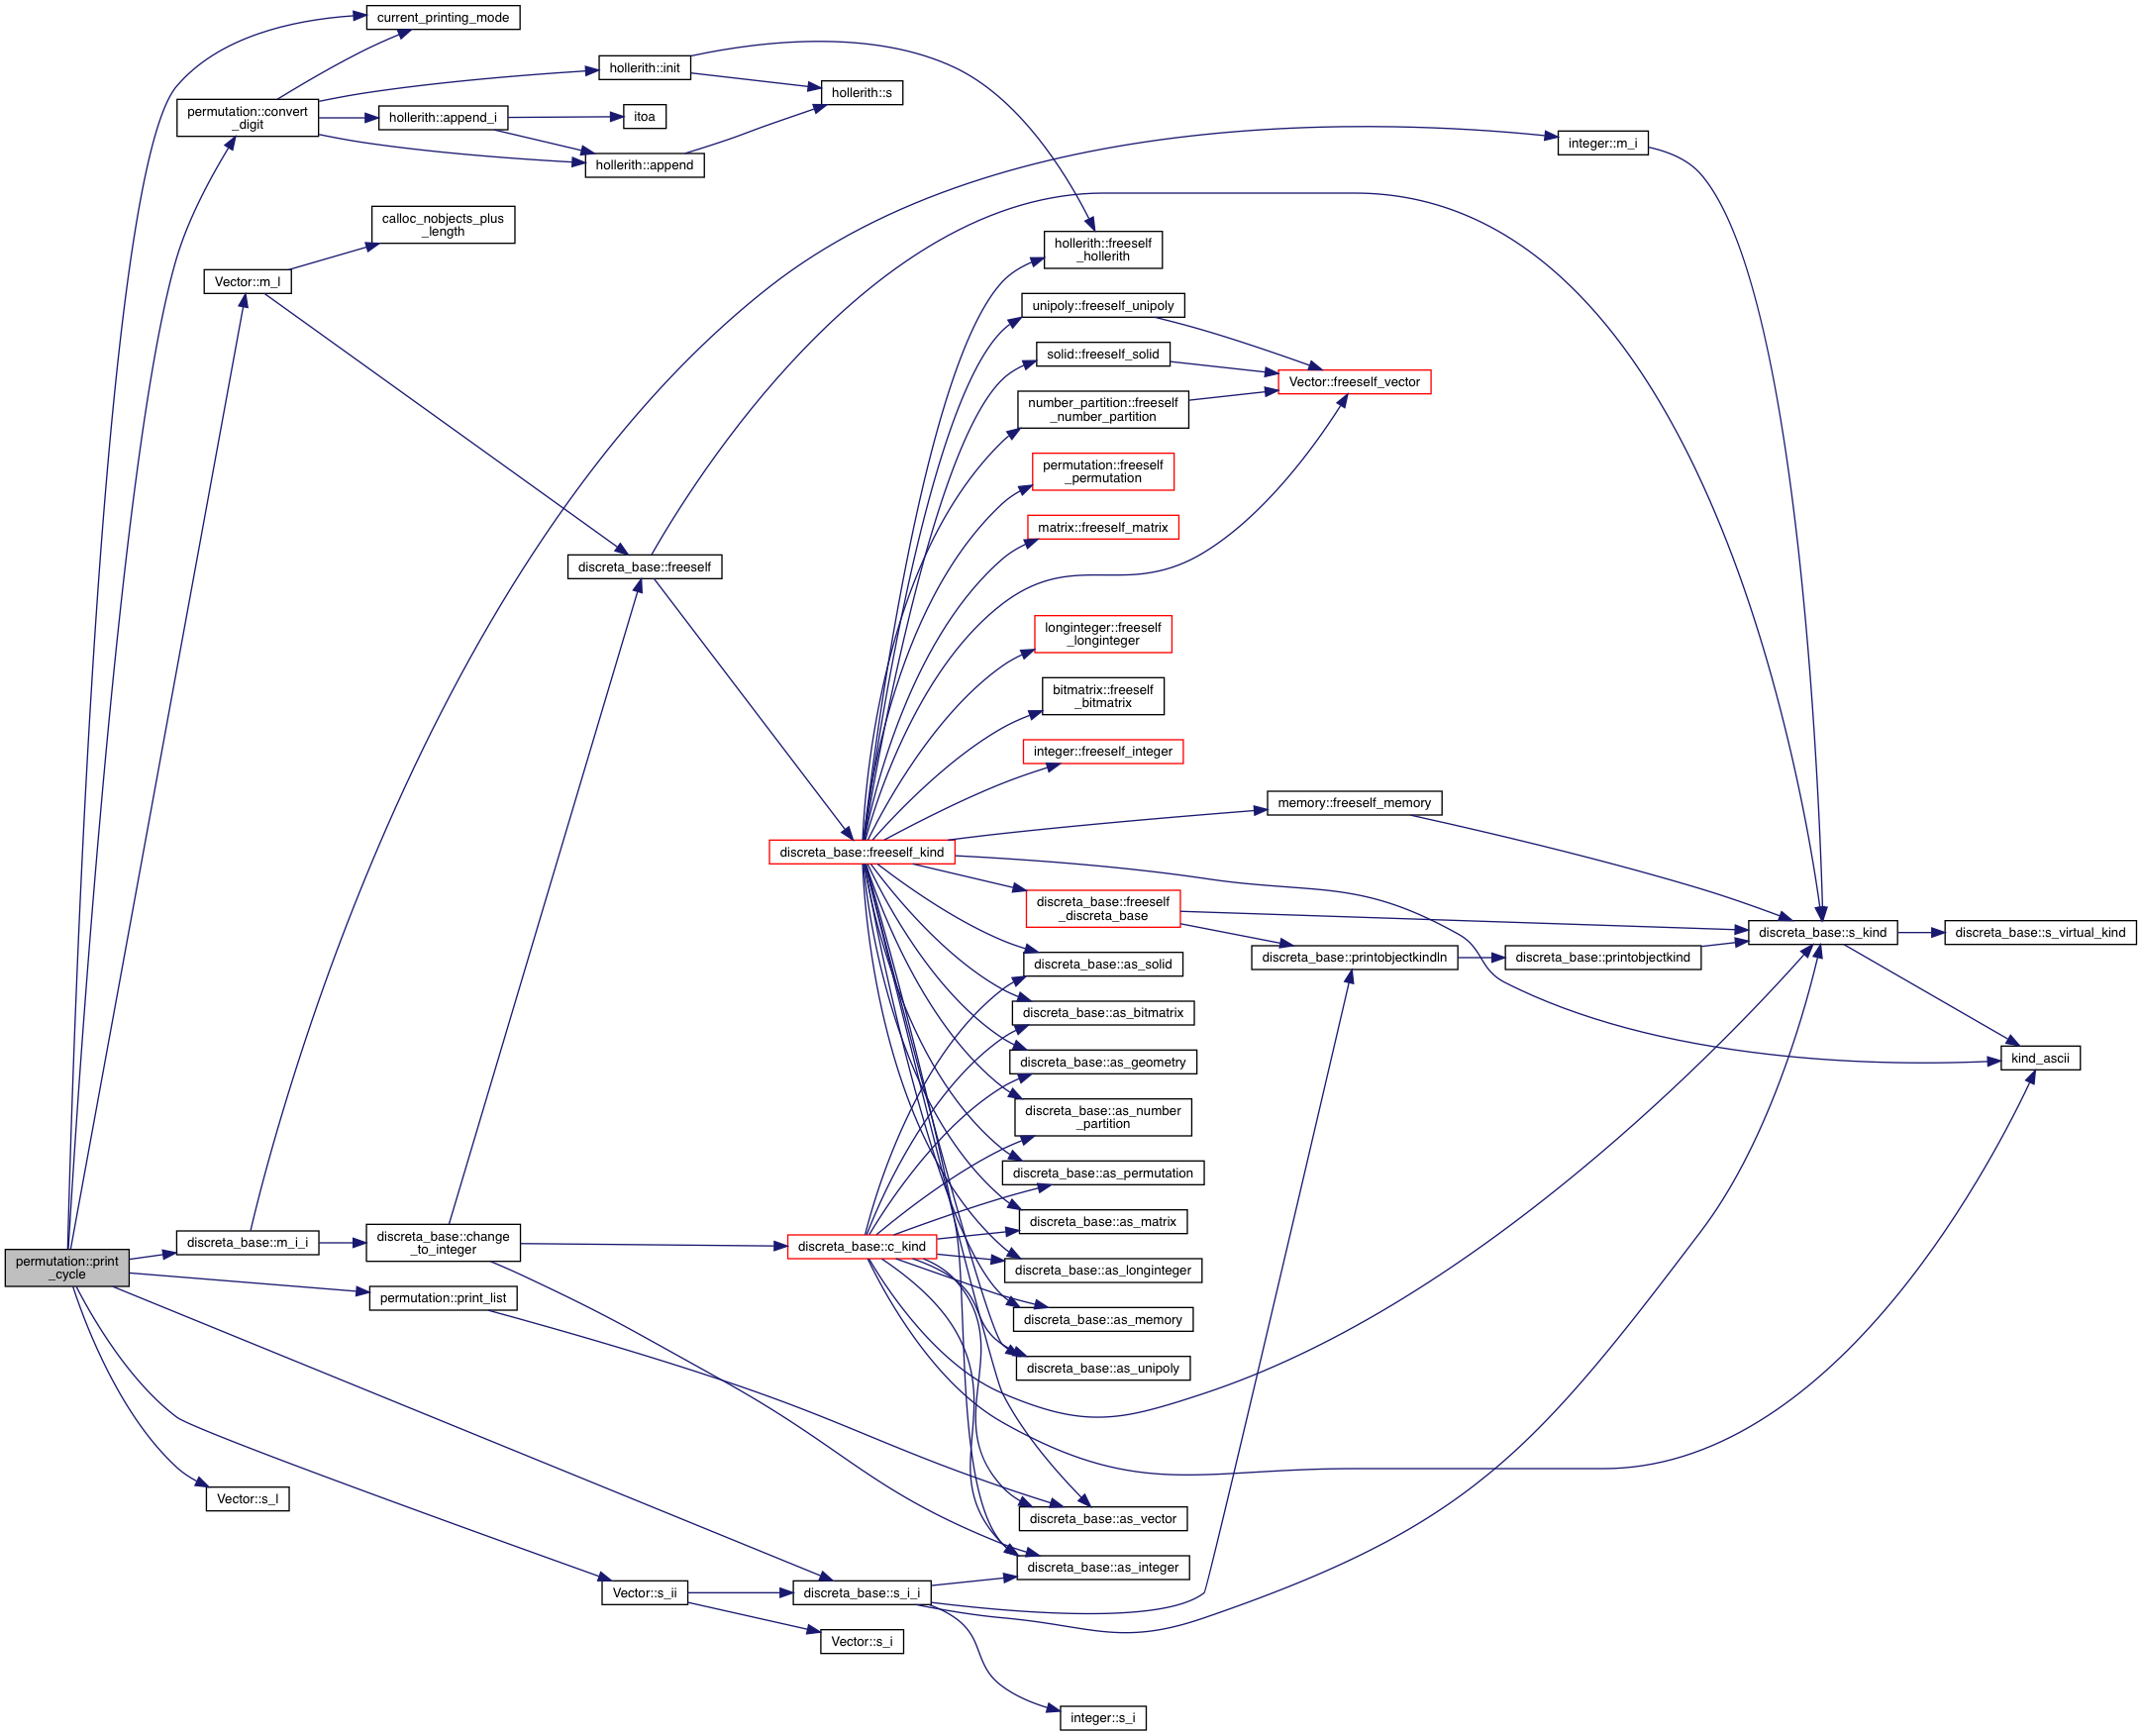 current_printing_mode
hollerith::init
hollerith::s
permutation::convert
_digit
hollerith::append_i
itoa
hollerith::append
integer::m_i
calloc_nobjects_plus
_length
hollerith::freeself
_hollerith
Vector::m_l
unipoly::freeself_unipoly
solid::freeself_solid
Vector::freeself_vector
number_partition::freeself
_number_partition
permutation::freeself
_permutation
matrix::freeself_matrix
discreta_base::freeself
longinteger::freeself
_longinteger
bitmatrix::freeself
_bitmatrix
integer::freeself_integer
memory::freeself_memory
discreta_base::freeself_kind
discreta_base::freeself
_discreta_base
discreta_base::s_kind
discreta_base::s_virtual_kind
discreta_base::printobjectkindln
discreta_base::printobjectkind
discreta_base::as_solid
discreta_base::as_bitmatrix
kind_ascii
discreta_base::as_geometry
discreta_base::as_number
_partition
discreta_base::as_permutation
discreta_base::as_matrix
discreta_base::m_i_i
discreta_base::change
_to_integer
discreta_base::c_kind
permutation::print
_cycle
discreta_base::as_longinteger
permutation::print_list
discreta_base::as_memory
discreta_base::as_unipoly
Vector::s_l
discreta_base::as_vector
discreta_base::as_integer
Vector::s_ii
discreta_base::s_i_i
Vector::s_i
integer::s_i